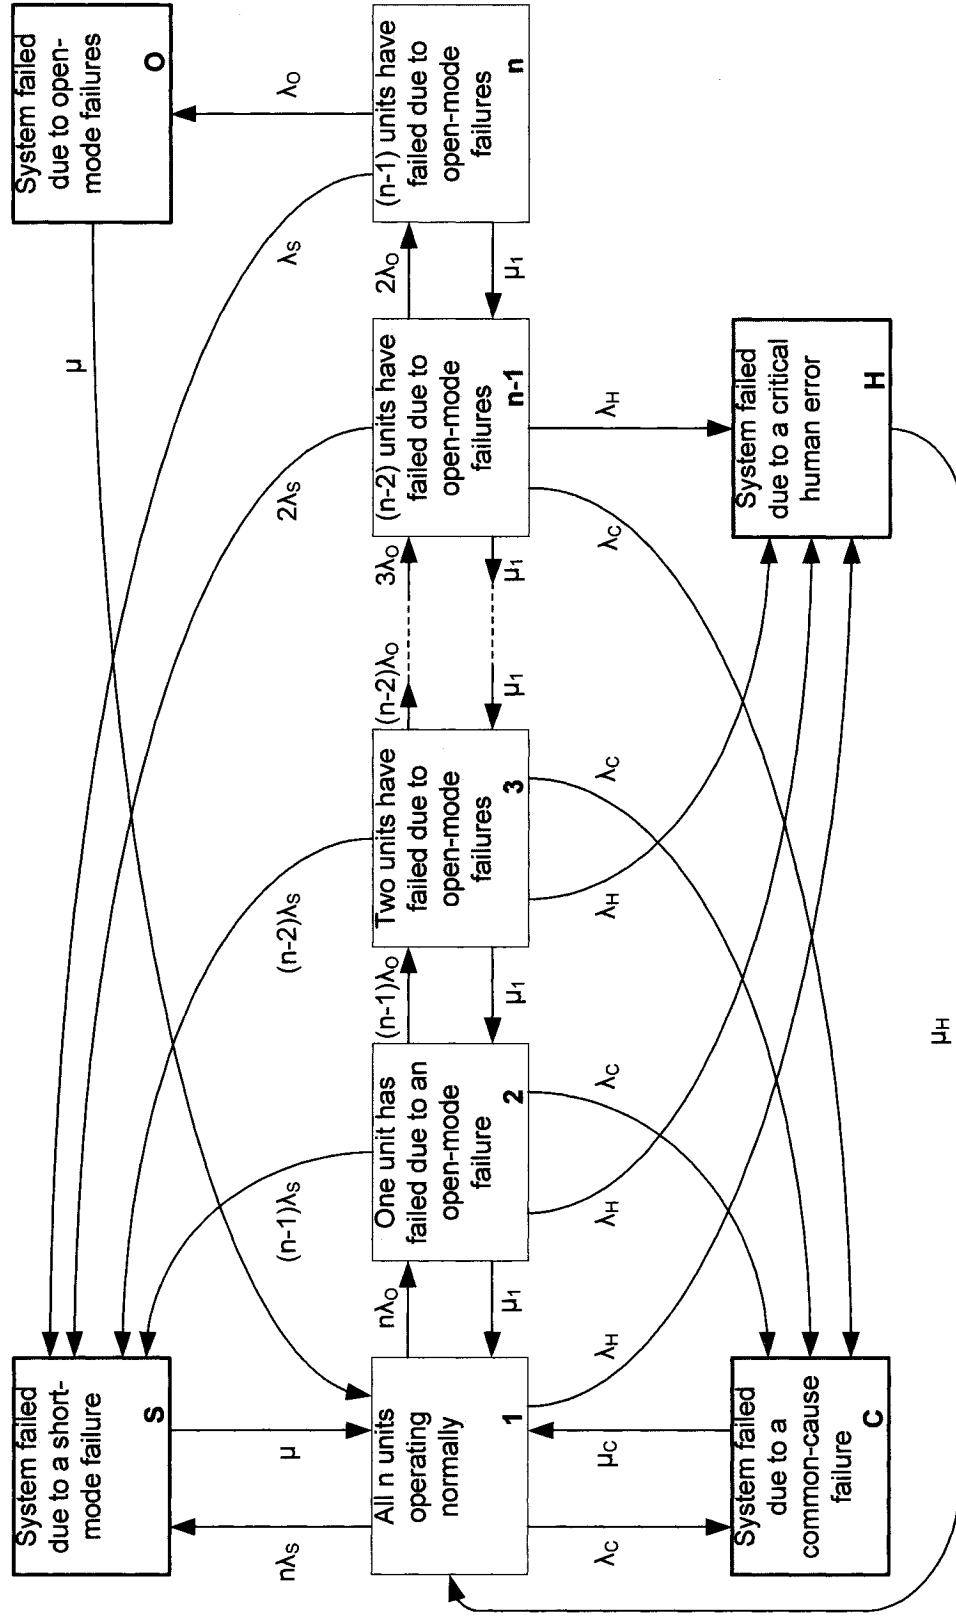 System failed
due to a short-
mode failure
S
System failed
due to open-
mode failures
O
μ
nλS
μ
(n-1)λS
(n-2)λS
2λS
λS
λO
All n units
operating
normally
1
nλO
μ1
One unit has
failed due to an
open-mode
failure
2
(n-1)λO
μ1
Two units have
failed due to
open-mode
failures
3
(n-2)λO
μ1
3λO
μ1
(n-2) units have
failed due to
open-mode
failures
n-1
2λO
μ1
(n-1) units have
failed due to
open-mode
failures
n
λC
μC
λH
λH
λC
λH
λC
λC
λH
System failed
due to a
common-cause
failure
C
System failed
due to a critical
human error
H
μH